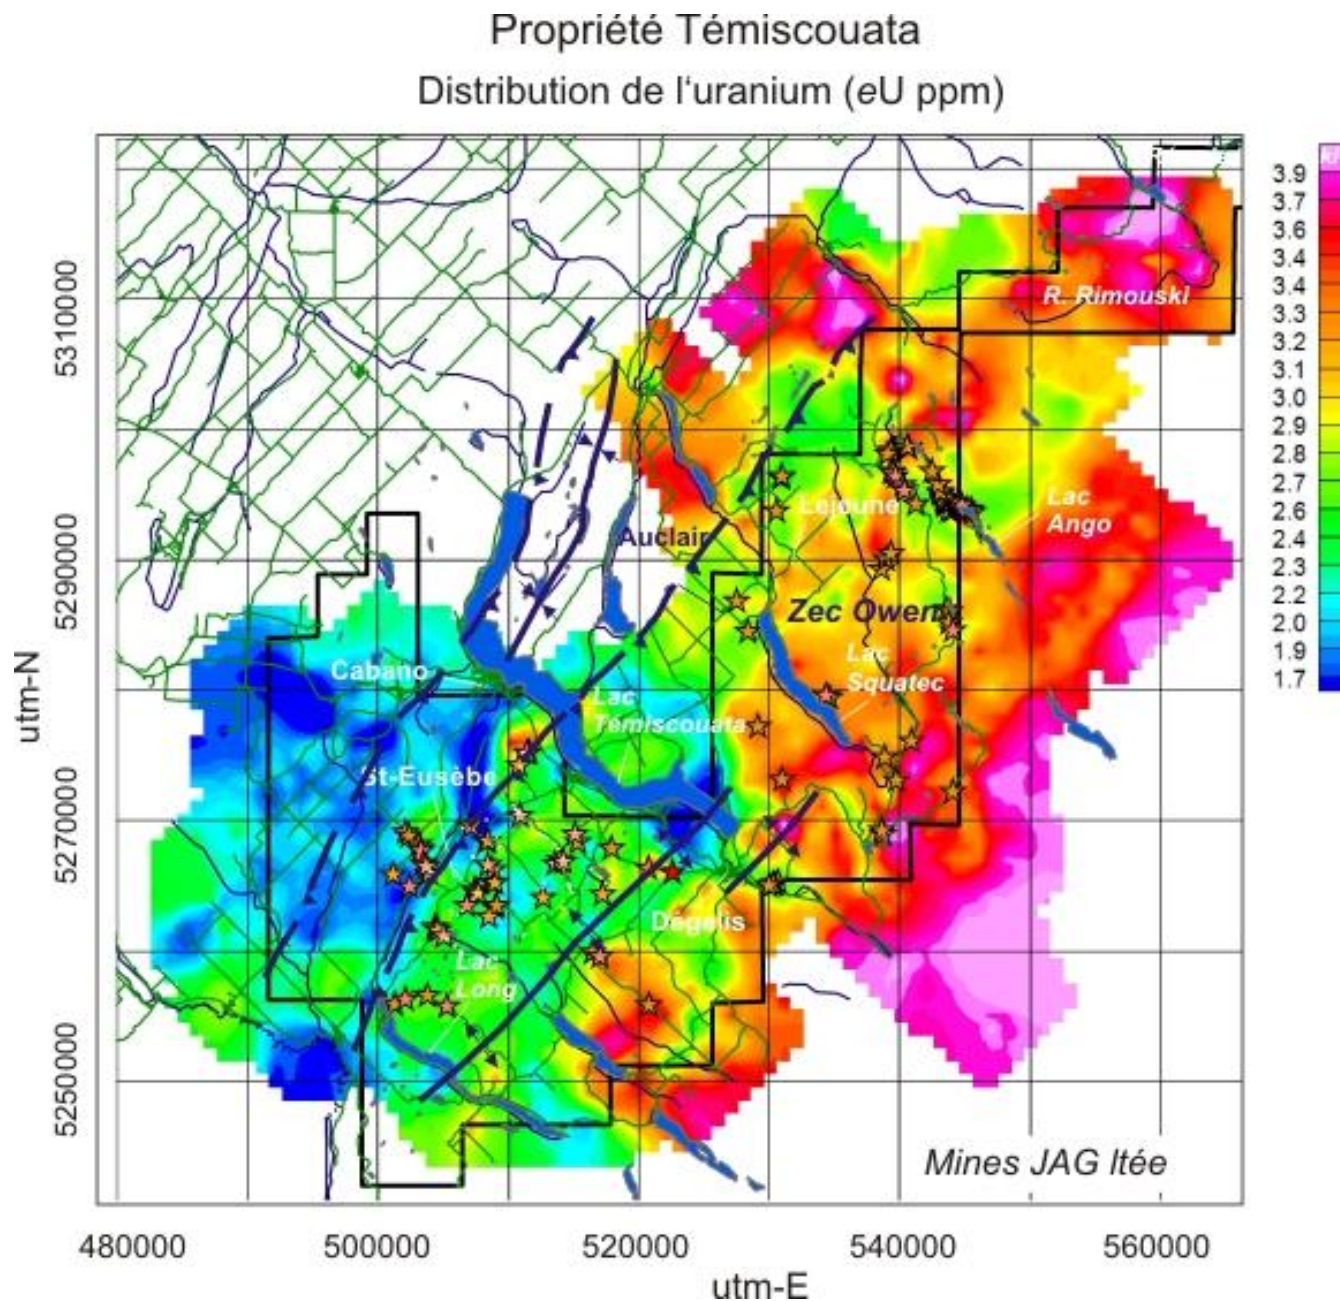 Propriété Témiscouata
Distribution de l'uranium (eU ppm)
3.9
3.7
3.6
3.4
3.3
3.2
3.1
3.0
2.9
2.8
2.7
2.6
2.4
2.3
2.2
2.0
1.9
1.7
R. Rimouski
Lejeune
Lac
Ango
Auclair
Zec Owen
Lac
Squatec
Cabano
Lac
Témiscouata
St-Eusèbe
Dégelis
Lac
Long
Mines JAG ltée
5310000
5290000
5270000
5250000
utm-N
480000 500000 520000 540000 560000
utm-E